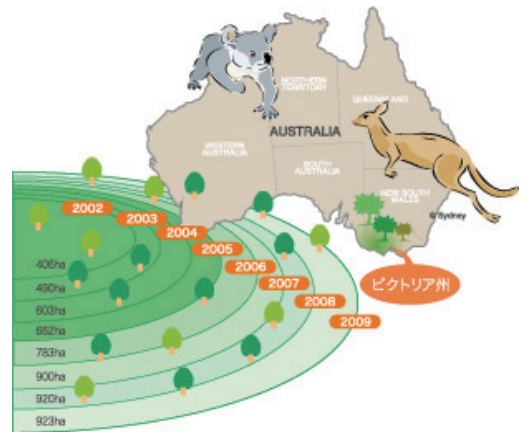 NORTHERN
TERRITORY
QUEENSLAND
AUSTRALIA
WESTERN
AUSTRALIA
SOUTH
AUSTRALIA
NEW SOUTH
WALES
Sydney
ビクトリア州
2002
2003
2004
2005
2006
2007
2008
2009
406ha
490ha
603ha
662ha
783ha
900ha
920ha
923ha